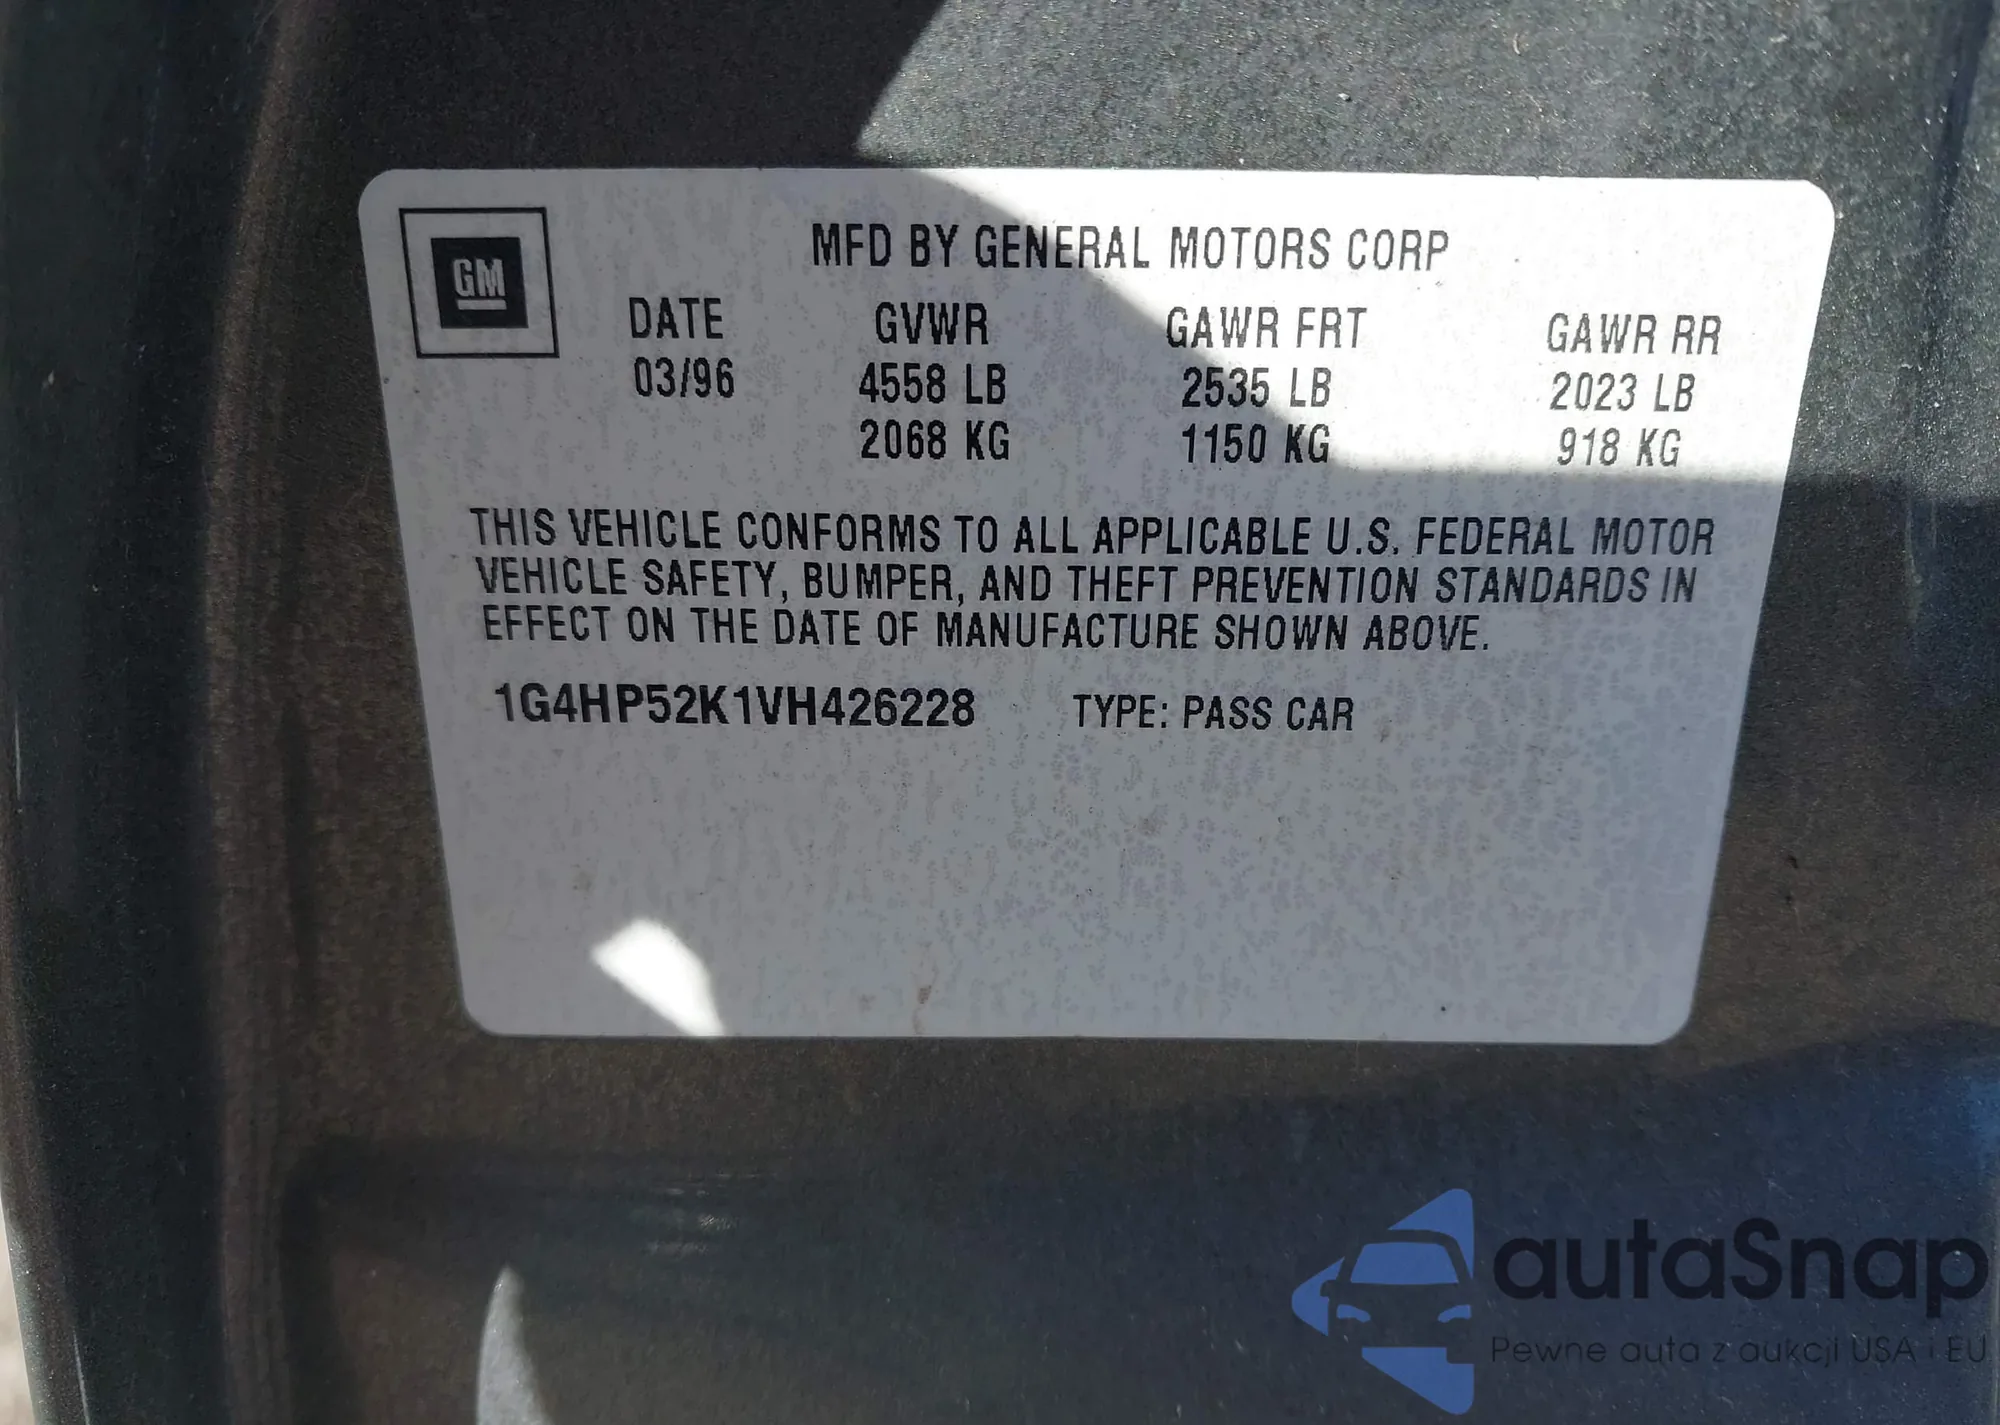 GM
MFD BY GENERAL MOTORS CORP
DATE GVWR GAWR FRT GAWR RR
03/96 4558 LB 2535 LB 2023 LB
2068 KG 1150 KG 918 KG
THIS VEHICLE CONFORMS TO ALL APPLICABLE U.S. FEDERAL MOTOR
VEHICLE SAFETY, BUMPER, AND THEFT PREVENTION STANDARDS IN
EFFECT ON THE DATE OF MANUFACTURE SHOWN ABOVE.
1G4HP52K1VH426228 TYPE: PASS CAR
autaSnap
Pewne auta z aukcji USA i EU